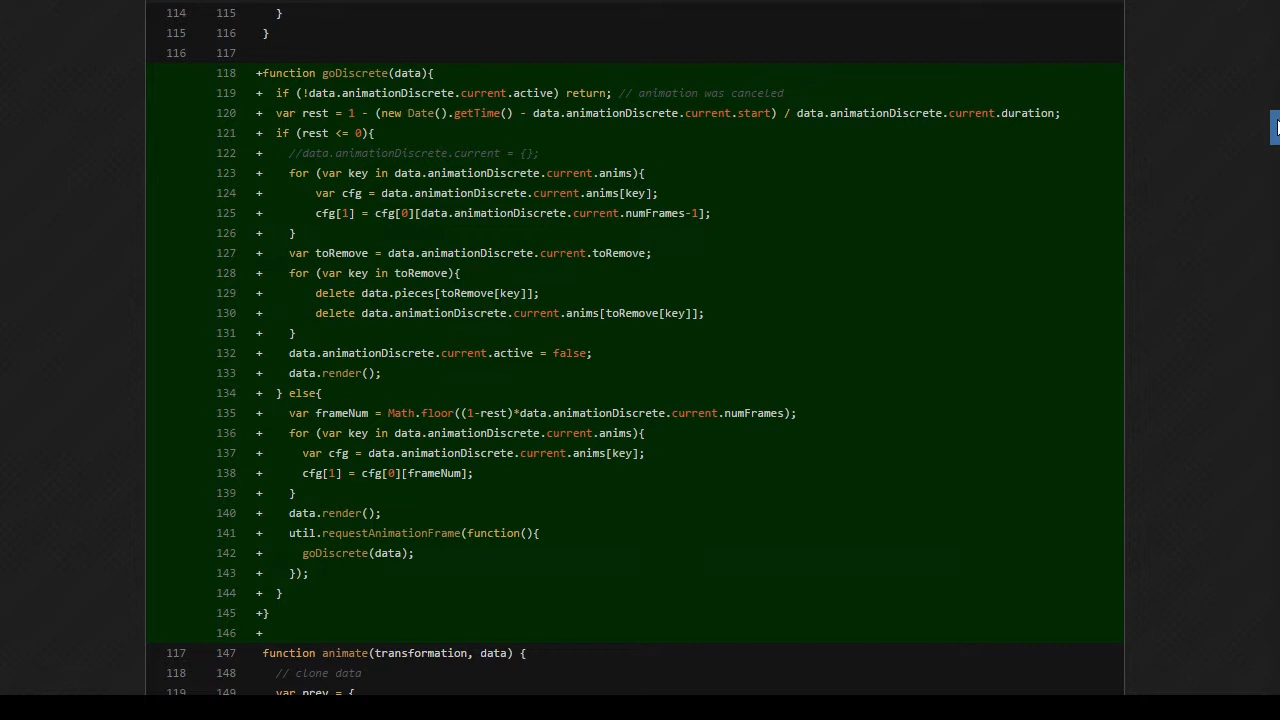 114 115   }
115 116 }
116 117
118 +function goDiscrete(data){
119 +  if (!data.animationDiscrete.current.active) return; // animation was canceled
120 +  var rest = 1 - (new Date().getTime() - data.animationDiscrete.current.start) / data.animationDiscrete.current.duration;
121 +  if (rest <= 0){
122 +    //data.animationDiscrete.current = {};
123 +    for (var key in data.animationDiscrete.current.anims){
124 +        var cfg = data.animationDiscrete.current.anims[key];
125 +        cfg[1] = cfg[0][data.animationDiscrete.current.numFrames-1];
126 +    }
127 +    var toRemove = data.animationDiscrete.current.toRemove;
128 +    for (var key in toRemove){
129 +        delete data.pieces[toRemove[key]];
130 +        delete data.animationDiscrete.current.anims[toRemove[key]];
131 +    }
132 +    data.animationDiscrete.current.active = false;
133 +    data.render();
134 +  } else{
135 +    var frameNum = Math.floor((1-rest)*data.animationDiscrete.current.numFrames);
136 +    for (var key in data.animationDiscrete.current.anims){
137 +      var cfg = data.animationDiscrete.current.anims[key];
138 +      cfg[1] = cfg[0][frameNum];
139 +    }
140 +    data.render();
141 +    util.requestAnimationFrame(function(){
142 +      goDiscrete(data);
143 +    });
144 +  }
145 +}
146 +
117 147 function animate(transformation, data) {
118 148   // clone data
119 149   var prev = {